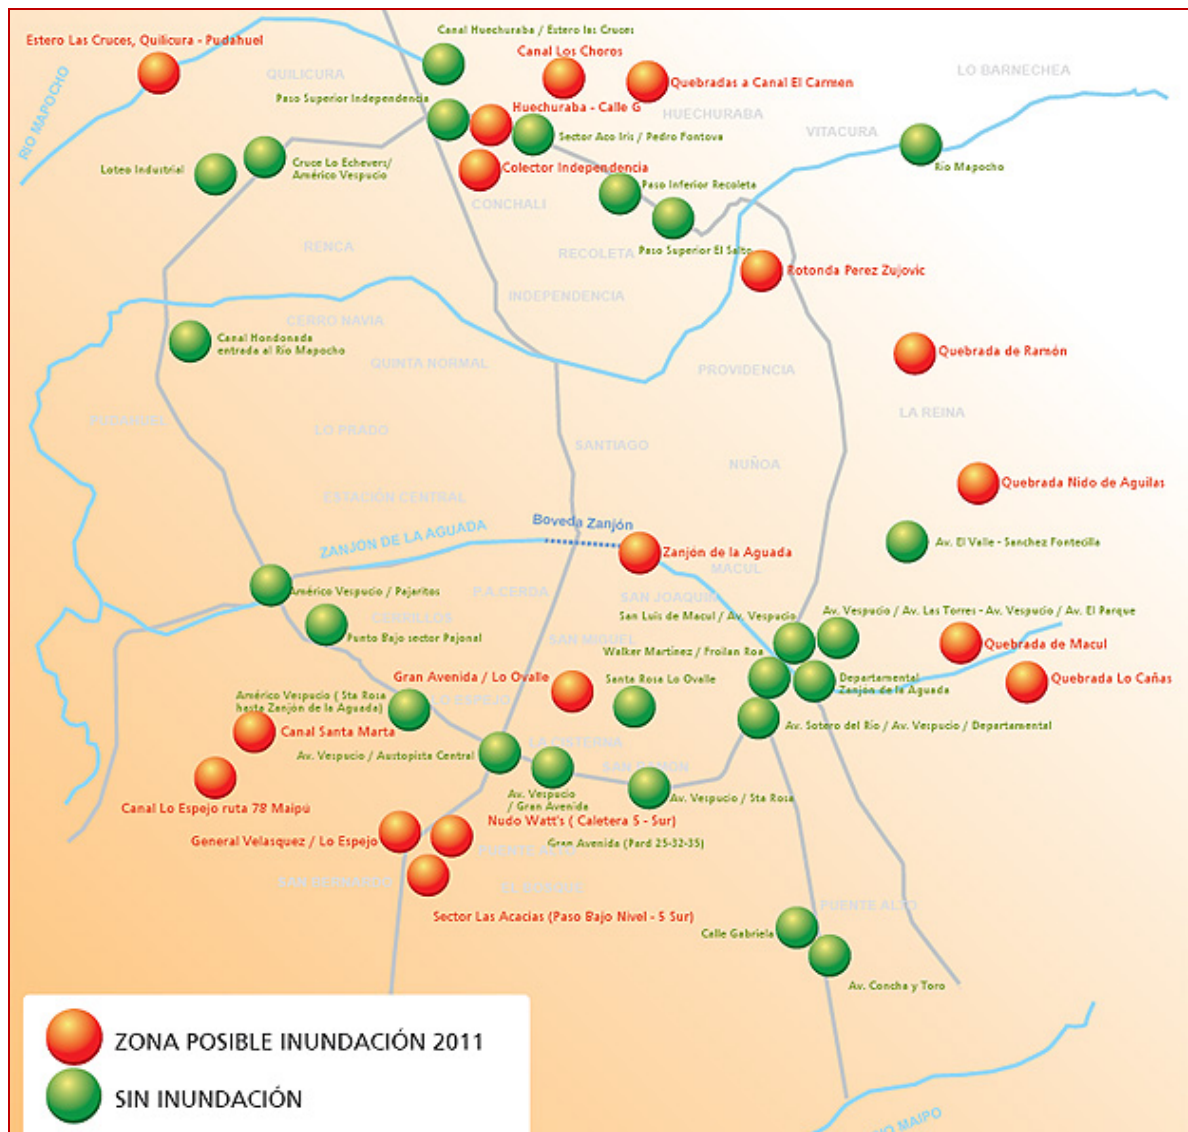 Canal Huechuraba / Estero las Cruces
Estero Las Cruces, Quilicura - Pudahuel
Canal Los Choros
QUILICURA
LO BARNECHEA
Quebradas a Canal El Carmen
RÍO MAPOCHO
Paso Superior Independencia
Huechuraba - Calle G
HUECHURABA
VITACURA
Sector Aco Iris / Pedro Fontova
Loteo Industrial
Cruce Lo Echevers/
Américo Vespucio
Colector Independencia
Río Mapocho
Paso Inferior Recoleta
CONCHALI
RENCA
RECOLETA
Paso Superior El Salto
Rotonda Perez Zujovic
INDEPENDENCIA
CERRO NAVIA
Canal Hondonada
entrada al Río Mapocho
Quebrada de Ramón
QUINTA NORMAL
PROVIDENCIA
LA REINA
PUDAHUEL
LO PRADO
SANTIAGO
NUÑOA
Quebrada Nido de Aguilas
ESTACIÓN CENTRAL
Boveda Zanjón
ZANJON DE LA AGUADA
Av. El Valle - Sanchez Fontecilla
Zanjón de la Aguada
MACUL
Américo Vespucio / Pajaritos
P.A.CERDA
SAN JOAQUIN
San Luis de Macul / Av. Vespucio
Av. Vespucio / Av. Las Torres - Av. Vespucio / Av. El Parque
CERRILLOS
Punto Bajo sector Pajonal
SAN MIGUEL
Walker Martínez / Froilan Roa
Quebrada de Macul
Gran Avenida / Lo Ovalle
Santa Rosa Lo Ovalle
Departamental
Zanjón de la Aguada
Quebrada Lo Cañas
Américo Vespucio ( Sta Rosa
hasta Zanjón de la Aguada)
LO ESPEJO
Canal Santa Marta
Av. Sotero del Río / Av. Vespucio / Departamental
LA CISTERNA
Av. Vespucio / Austopista Central
SAN RAMON
Av. Vespucio
/ Gran Avenida
Av. Vespucio / Sta Rosa
Canal Lo Espejo ruta 78 Maipú
Nudo Watt's ( Caletera 5 - Sur)
General Velasquez / Lo Espejo
Gran Avenida (Pard 25-32-35)
PUENTE ALTO
SAN BERNARDO
EL BOSQUE
PUENTE ALTO
Sector Las Acacias (Paso Bajo Nivel - 5 Sur)
Calle Gabriela
Av. Concha y Toro
ZONA POSIBLE INUNDACIÓN 2011
SIN INUNDACIÓN
MAIPO